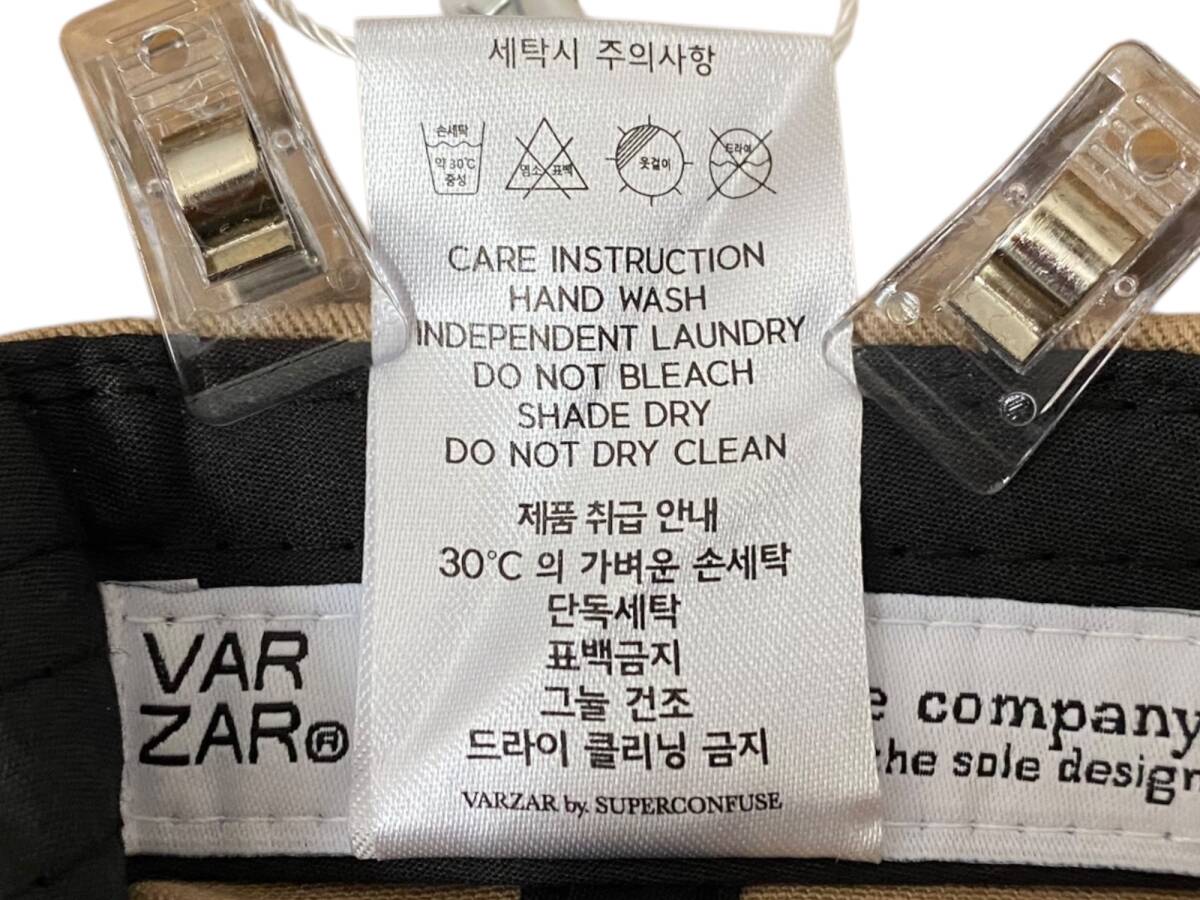 세탁시 주의사항
손세탁
약 30℃
중성
염소 표백
옷걸이
드라이
CARE INSTRUCTION
HAND WASH
INDEPENDENT LAUNDRY
DO NOT BLEACH
SHADE DRY
DO NOT DRY CLEAN
제품 취급 안내
30℃ 의 가벼운 손세탁
단독세탁
표백금지
그늘 건조
드라이 클리닝 금지
VARZAR by. SUPERCONFUSE
VAR
ZAR®
company
the sole design